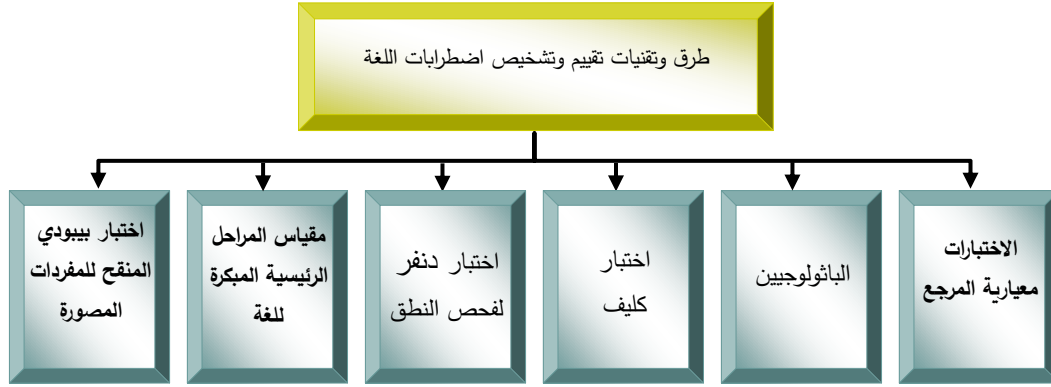 طرق وتقنيات تقييم وتشخيص اضطرابات اللغة
الاختبارات
معيارية المرجع
الباثولوجيين
اختبار
كليف
اختبار دنفر
لفحص النطق
مقياس المراحل
الرئيسية المبكرة
للغة
اختبار بيبودي
المنقح للمفردات
المصورة